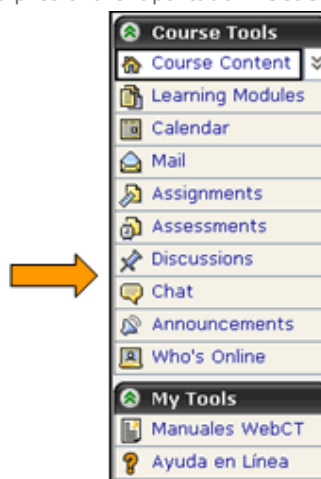 Course Tools
Course Content
Learning Modules
Calendar
Mail
Assignments
Assessments
Discussions
Chat
Announcements
Who's Online
My Tools
Manuales WebCT
Ayuda en Línea